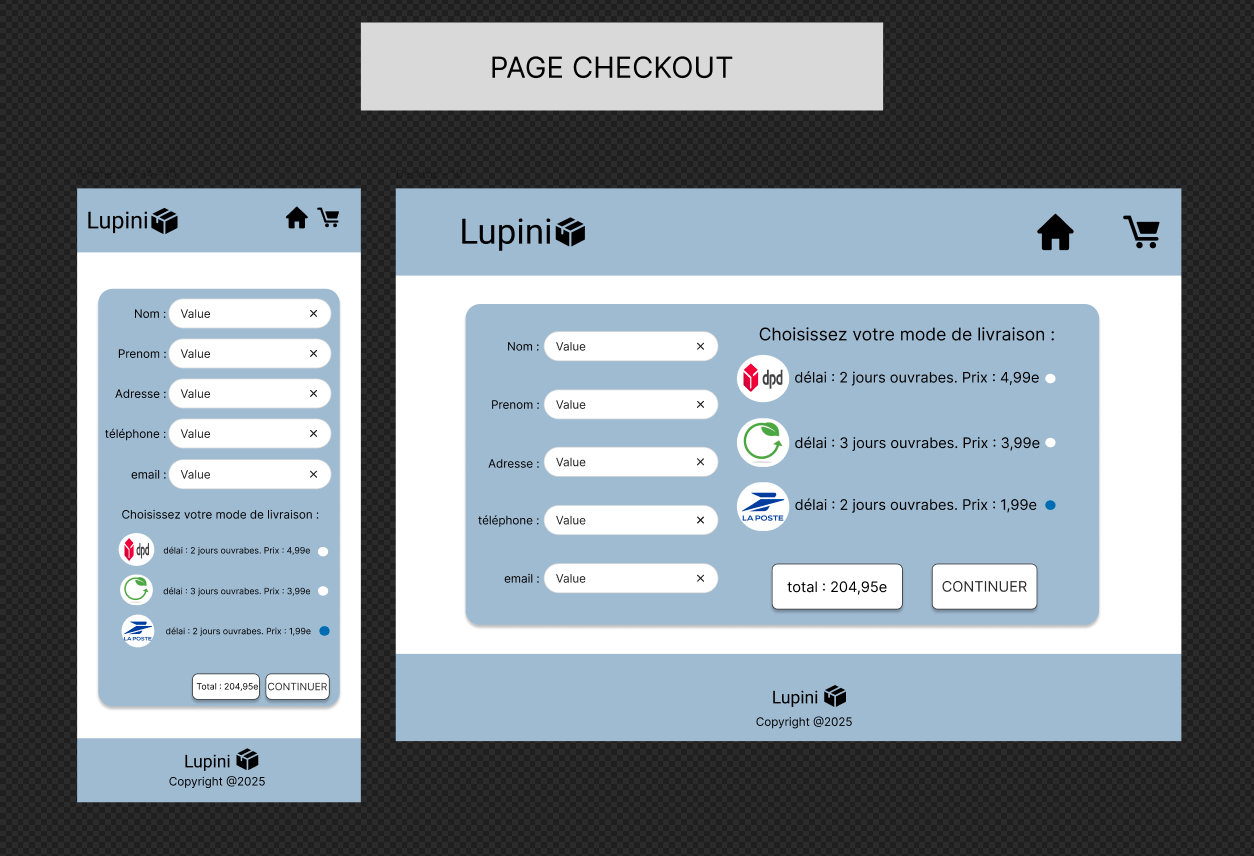 PAGE CHECKOUT
Lupini
Nom : Value ×
Prenom : Value ×
Adresse : Value ×
téléphone : Value ×
email : Value ×
Choisissez votre mode de livraison :
dpd délai : 2 jours ouvrabes. Prix : 4,99e
délai : 3 jours ouvrabes. Prix : 3,99e
LA POSTE délai : 2 jours ouvrabes. Prix : 1,99e
Total : 204,95e CONTINUER
Lupini
Copyright @2025
Lupini
Nom : Value ×
Prenom : Value ×
Adresse : Value ×
téléphone : Value ×
email : Value ×
Choisissez votre mode de livraison :
dpd délai : 2 jours ouvrabes. Prix : 4,99e
délai : 3 jours ouvrabes. Prix : 3,99e
LA POSTE délai : 2 jours ouvrabes. Prix : 1,99e
total : 204,95e CONTINUER
Lupini
Copyright @2025